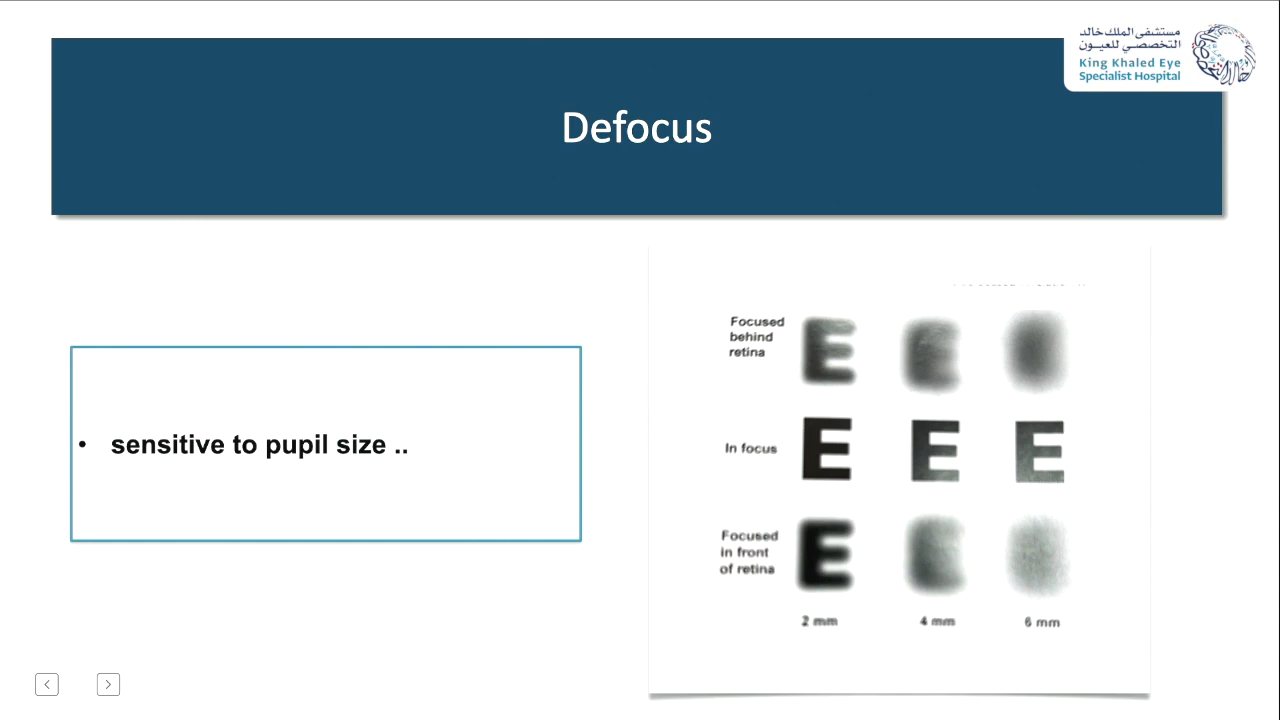 مستشفى الملك خالد
التخصصي للعيون
King Khaled Eye
Specialist Hospital
Defocus
• sensitive to pupil size ..
Focused
behind
retina
E E
In focus
E E E
Focused
in front
of retina
E E
2 mm 4 mm 6 mm